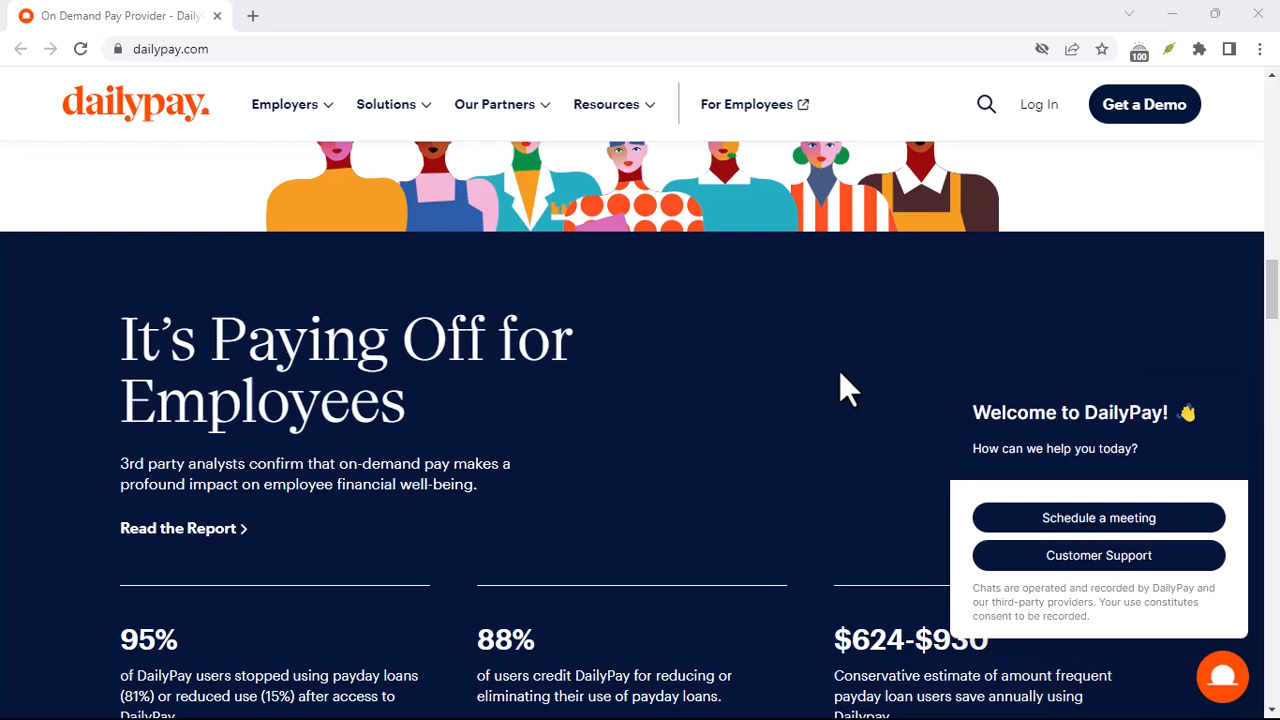 On Demand Pay Provider - Daily
dailypay.com
100
dailypay.
Employers
Solutions
Our Partners
Resources
For Employees
Log In
Get a Demo
It's Paying Off for
Employees
3rd party analysts confirm that on-demand pay makes a
profound impact on employee financial well-being.
Read the Report
Welcome to DailyPay! 👋
How can we help you today?
Schedule a meeting
Customer Support
Chats are operated and recorded by DailyPay and
our third-party providers. Your use constitutes
consent to be recorded.
95%
of DailyPay users stopped using payday loans
(81%) or reduced use (15%) after access to
DailyPay
88%
of users credit DailyPay for reducing or
eliminating their use of payday loans.
$624-$930
Conservative estimate of amount frequent
payday loan users save annually using
Dailypay